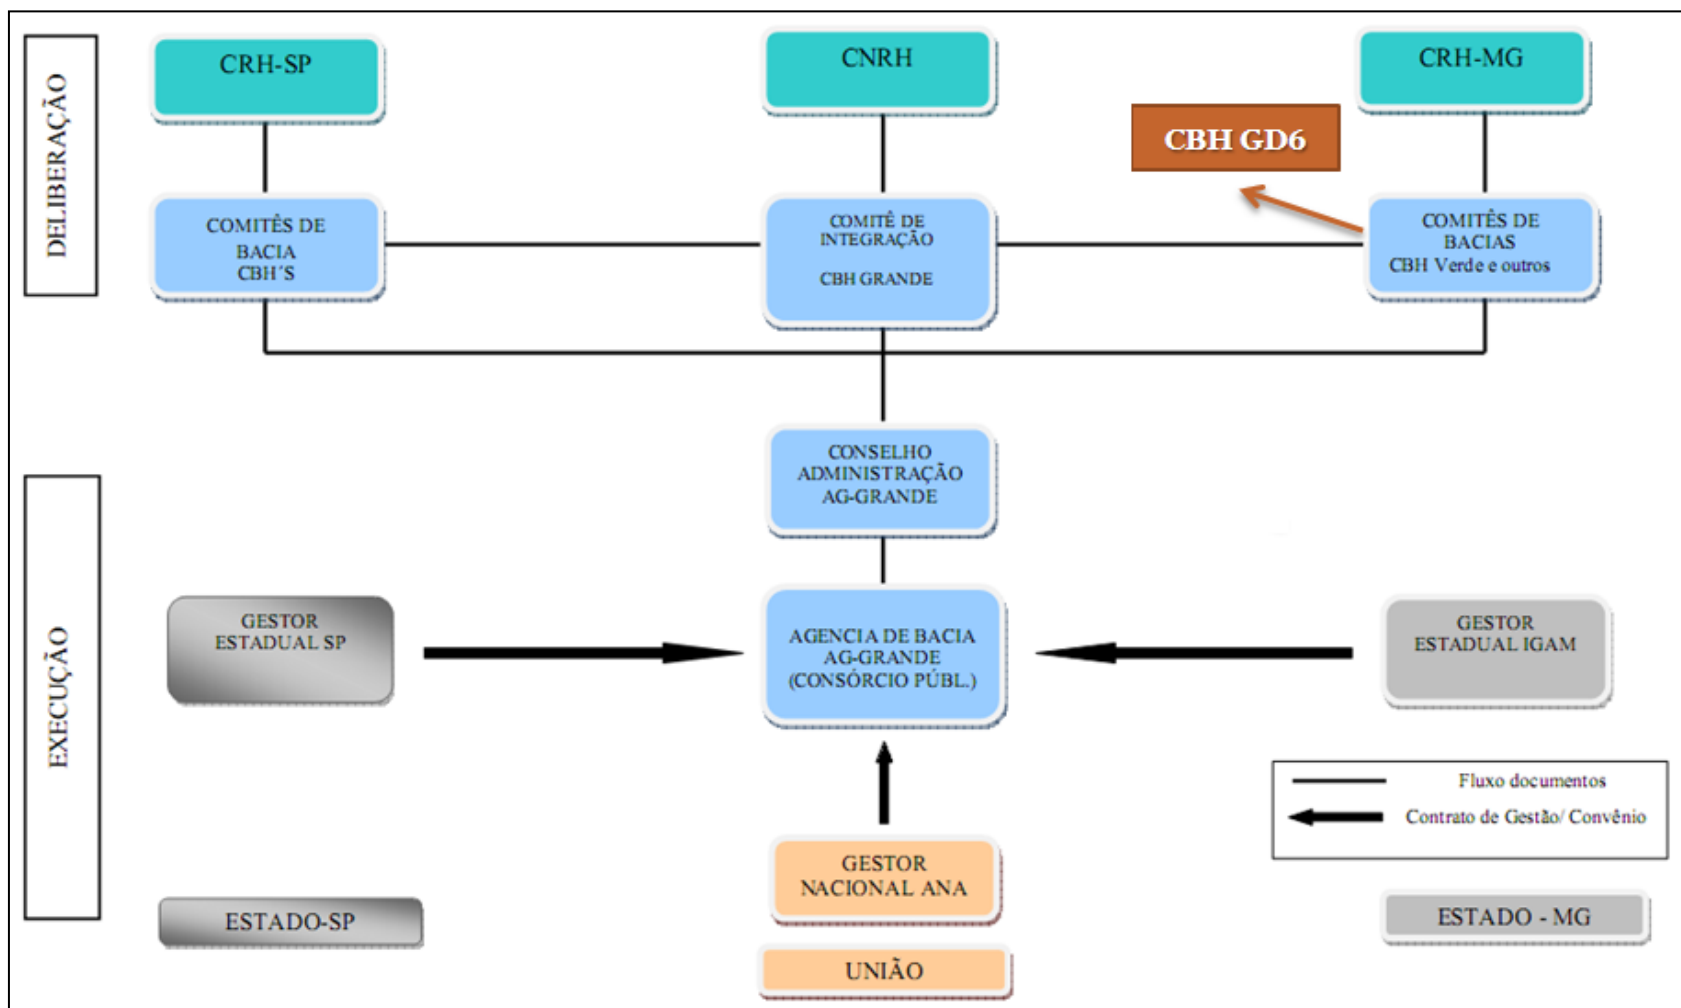 DELIBERAÇÃO
CRH-SP
CNRH
CRH-MG
CBH GD6
COMITÊS DE
BACIA
CBH´S
COMITÊ DE
INTEGRAÇÃO
CBH GRANDE
COMITÊS DE
BACIAS
CBH Verde e outros
EXECUÇÃO
CONSELHO
ADMINISTRAÇÃO
AG-GRANDE
GESTOR
ESTADUAL SP
AGENCIA DE BACIA
AG-GRANDE
(CONSÓRCIO PÚBL.)
GESTOR
ESTADUAL IGAM
Fluxo documentos
Contrato de Gestão/ Convênio
GESTOR
NACIONAL ANA
ESTADO-SP
UNIÃO
ESTADO - MG